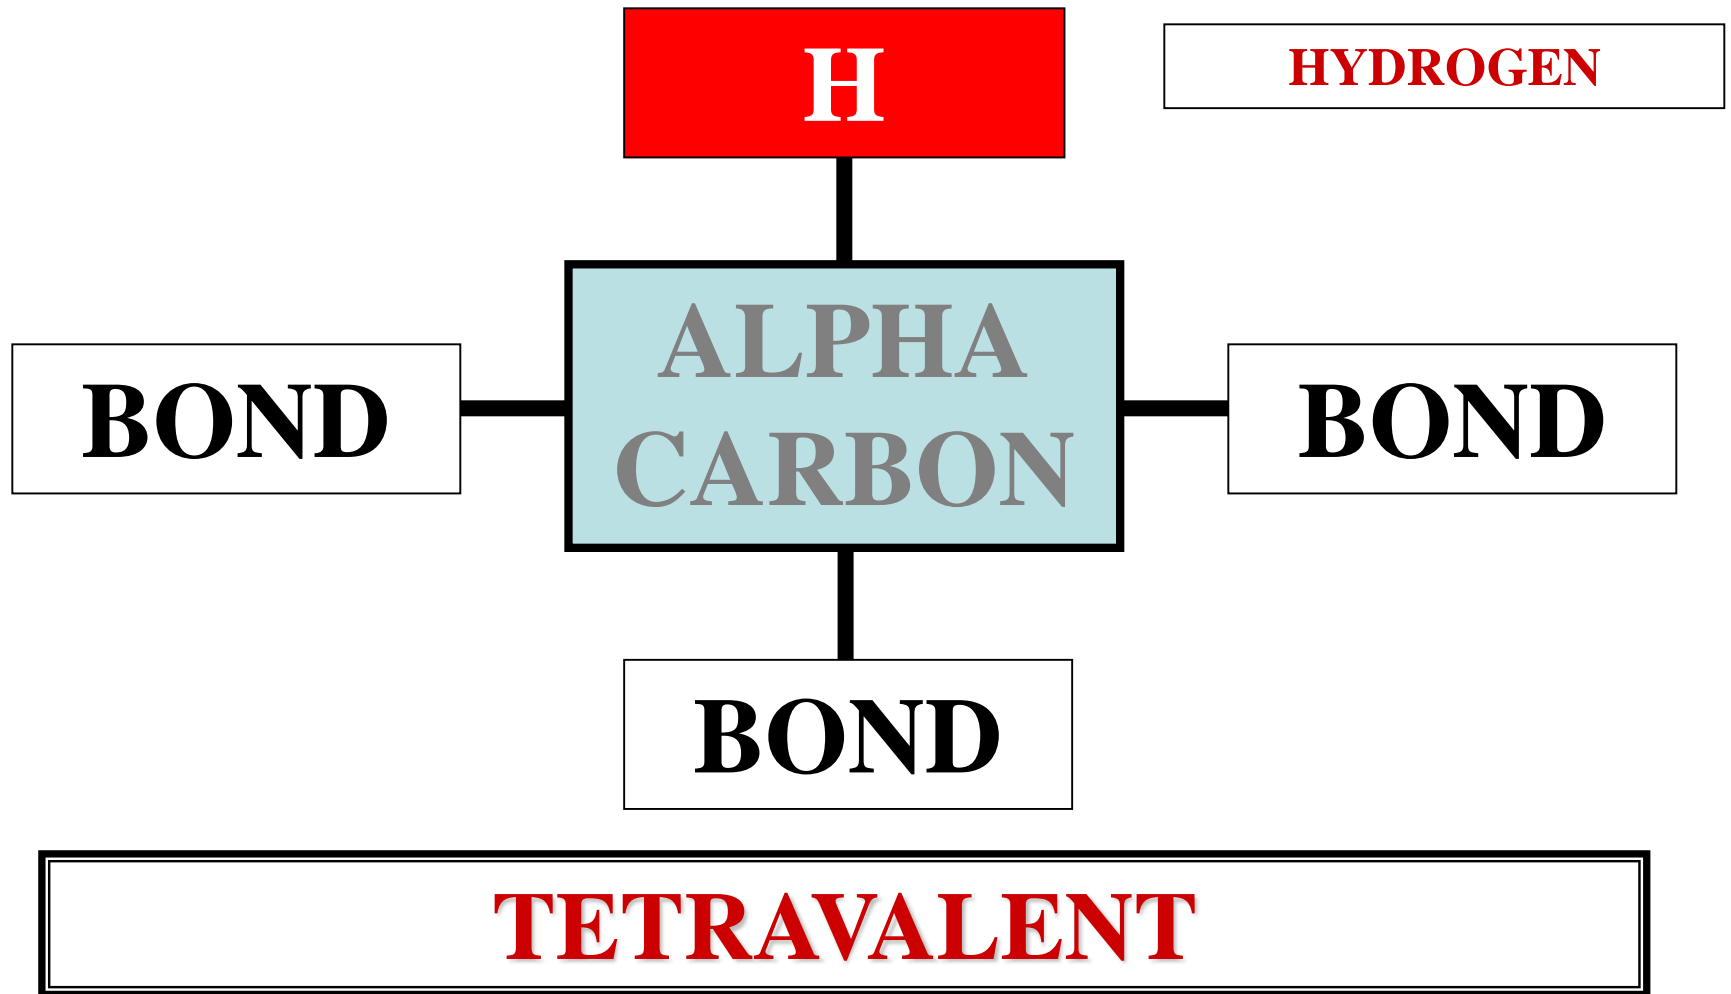 H
HYDROGEN
ALPHA
CARBON
BOND
BOND
BOND
TETRAVALENT